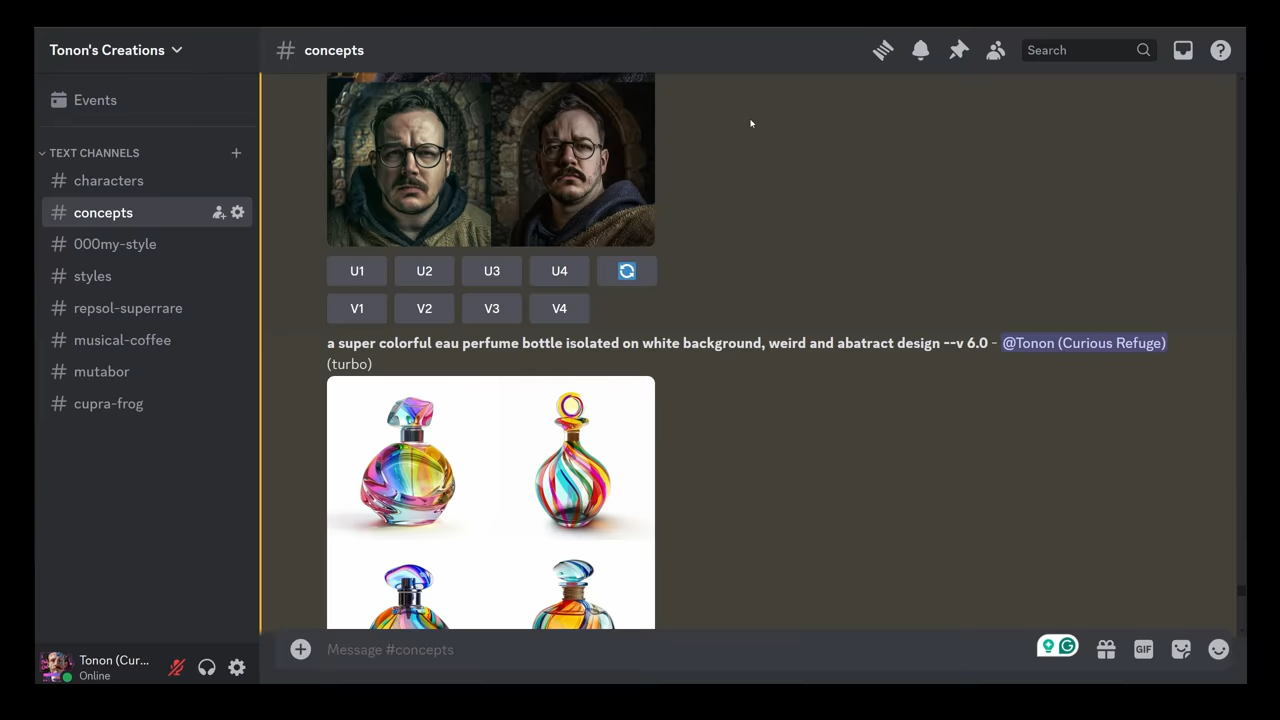 Tonon's Creations
concepts
Search
Events
TEXT CHANNELS
characters
concepts
000my-style
styles
repsol-superrare
musical-coffee
mutabor
cupra-frog
U1 U2 U3 U4
V1 V2 V3 V4
a super colorful eau perfume bottle isolated on white background, weird and abatract design --v 6.0 - @Tonon (Curious Refuge)
(turbo)
Message #concepts
GIF
Tonon (Cur...
Online